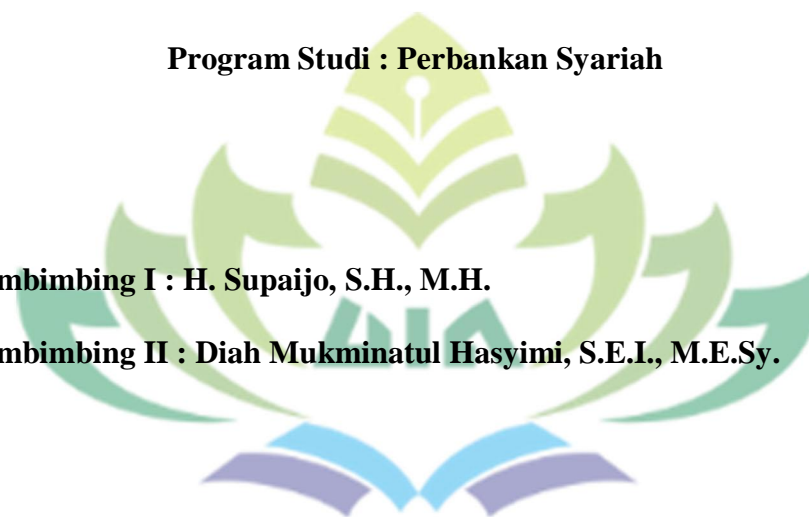 Program Studi : Perbankan Syariah
mbimbing I : H. Supaijo, S.H., M.H.
mbimbing II : Diah Mukminatul Hasyimi, S.E.I., M.E.Sy.